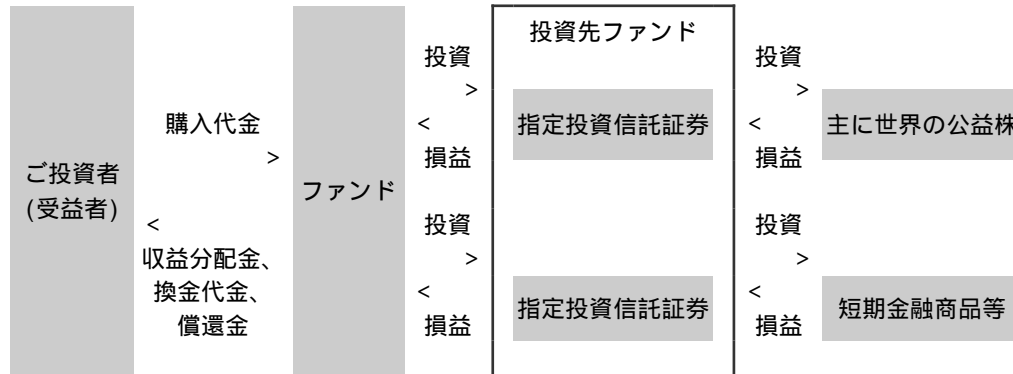 投資先ファンド
投資
>
投資
>
購入代金
>
<
指定投資信託証券
<
主に世界の公益株
損益
損益
ご投資者
(受益者)
ファンド
<
収益分配金、
換金代金、
償還金
投資
>
投資
>
<
指定投資信託証券
<
短期金融商品等
損益
損益